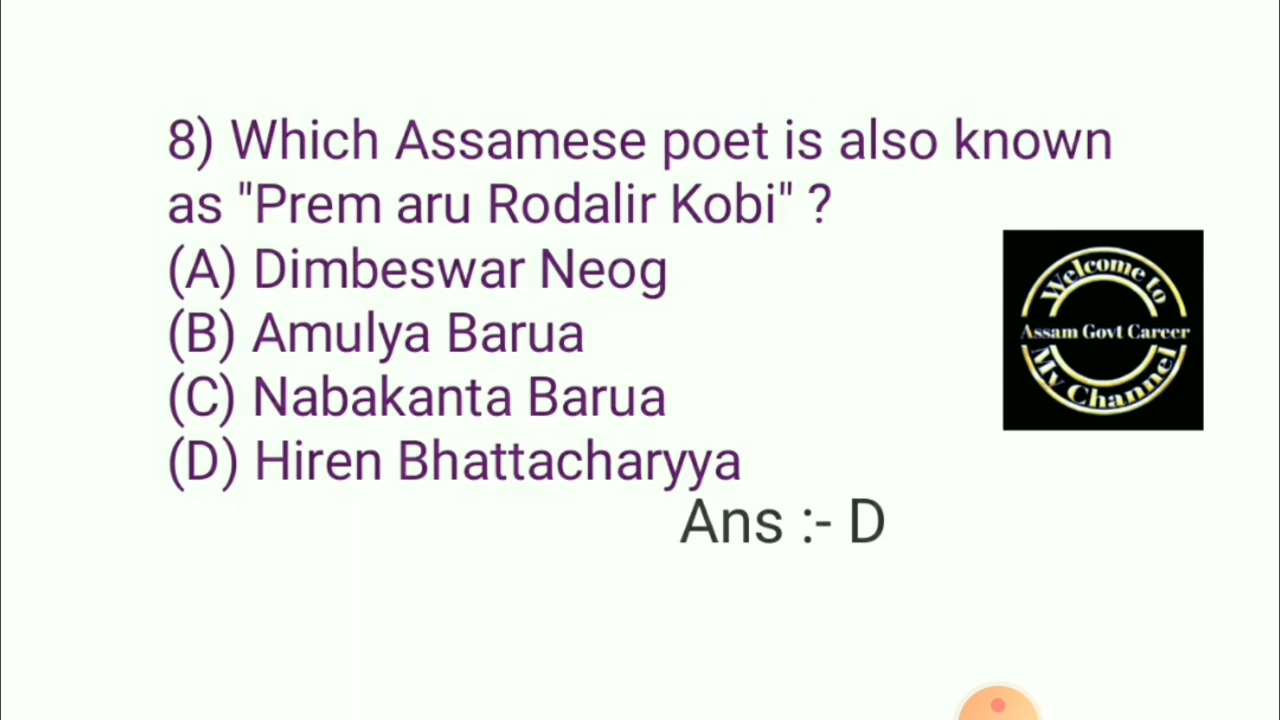 8) Which Assamese poet is also known
as "Prem aru Rodalir Kobi" ?
(A) Dimbeswar Neog
(B) Amulya Barua
(C) Nabakanta Barua
(D) Hiren Bhattacharyya
Ans :- D
Welcome to
Assam Govt Career
My Channel